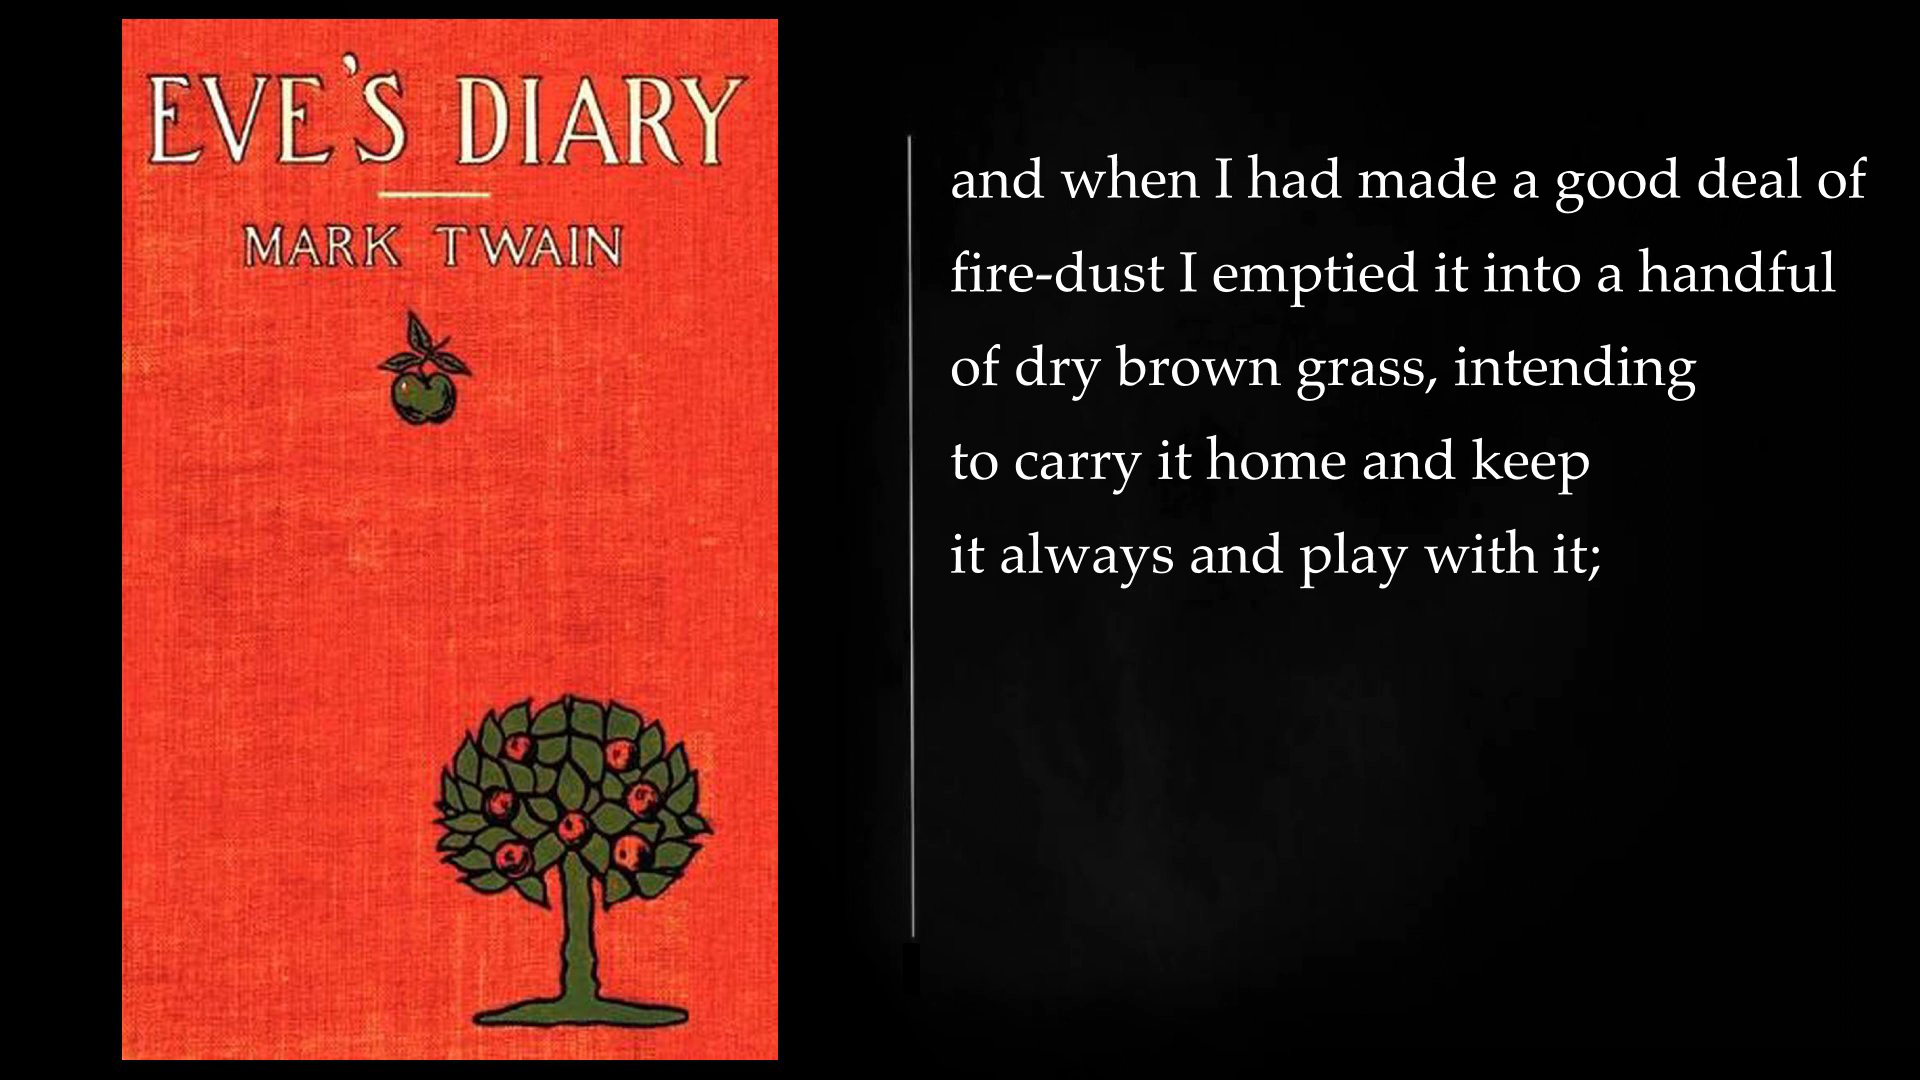 EVE'S DIARY
MARK TWAIN
and when I had made a good deal of
fire-dust I emptied it into a handful
of dry brown grass, intending
to carry it home and keep
it always and play with it;